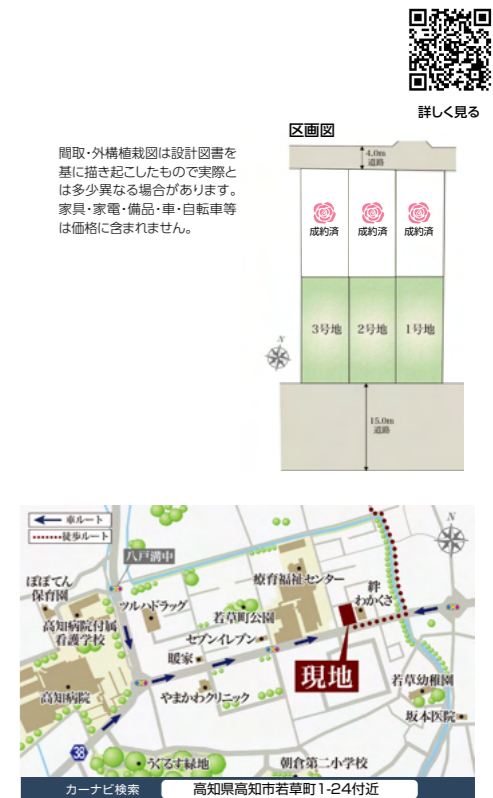 詳しく見る
区画図
間取・外構植栽図は設計図書を
基に描き起こしたもので実際と
は多少異なる場合があります。
家具・家電・備品・車・自転車等
は価格に含まれません。
4.0m
道路
成約済
成約済
成約済
3号地
2号地
1号地
N
15.0m
道路
車ルート
徒歩ルート
N
八戸溝中
ぽぽてん
保育園
ツルハドラッグ
療育福祉センター
絆
わかくさ
高知病院付属
看護学校
若草町公園
セブンイレブン
暖家
現地
若草幼稚園
高知病院
やまかわクリニック
坂本医院
38
うぐるす緑地
朝倉第二小学校
カーナビ検索
高知県高知市若草町1-24付近